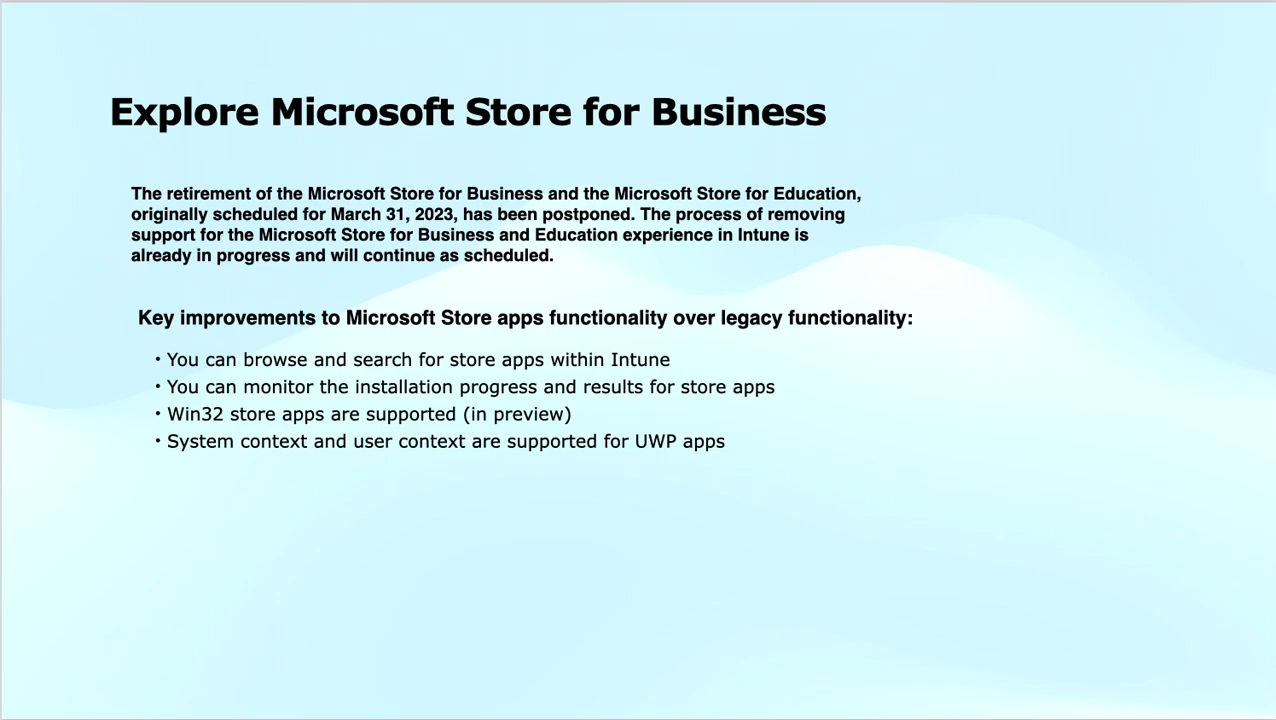 Explore Microsoft Store for Business
The retirement of the Microsoft Store for Business and the Microsoft Store for Education,
originally scheduled for March 31, 2023, has been postponed. The process of removing
support for the Microsoft Store for Business and Education experience in Intune is
already in progress and will continue as scheduled.
Key improvements to Microsoft Store apps functionality over legacy functionality:
• You can browse and search for store apps within Intune
• You can monitor the installation progress and results for store apps
• Win32 store apps are supported (in preview)
• System context and user context are supported for UWP apps